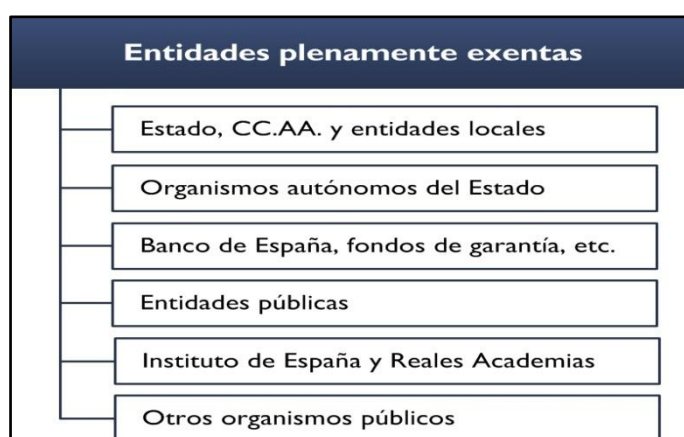 Entidades plenamente exentas
Estado, CC.AA. y entidades locales
Organismos autónomos del Estado
Banco de España, fondos de garantía, etc.
Entidades públicas
Instituto de España y Reales Academias
Otros organismos públicos